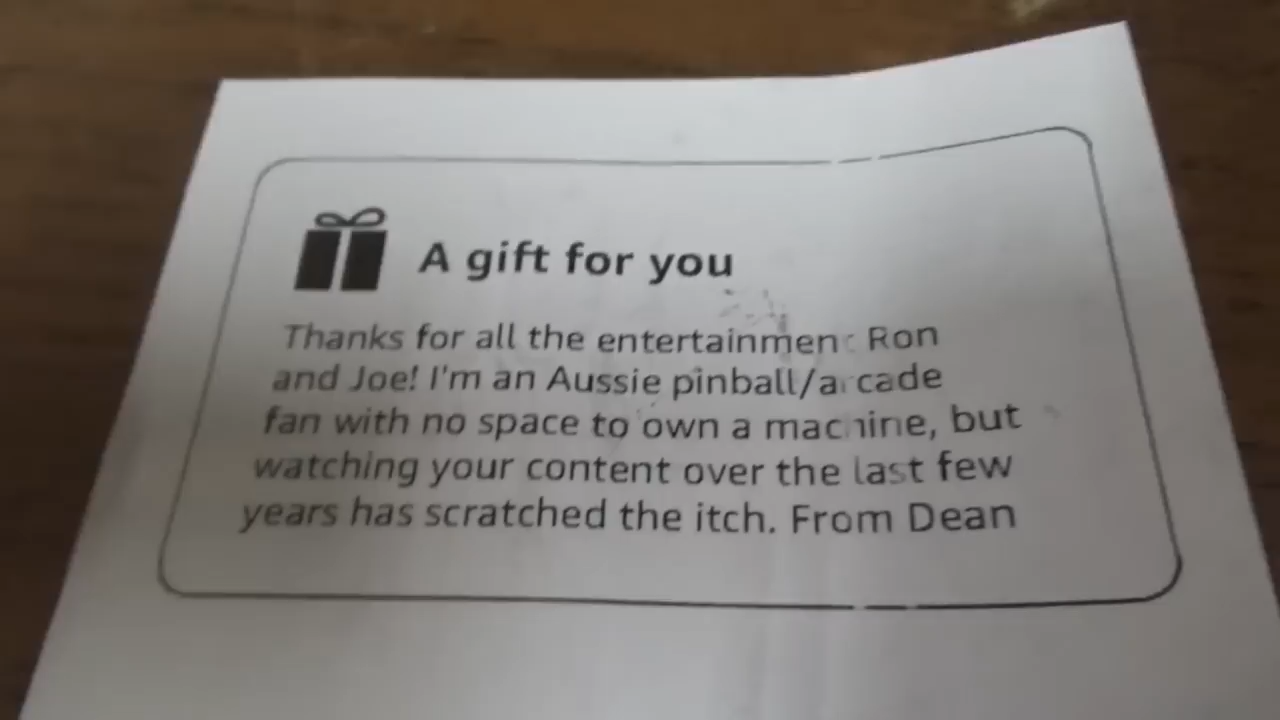 A gift for you
Thanks for all the entertainment Ron
and Joe! I'm an Aussie pinball/arcade
fan with no space to own a machine, but
watching your content over the last few
years has scratched the itch. From Dean